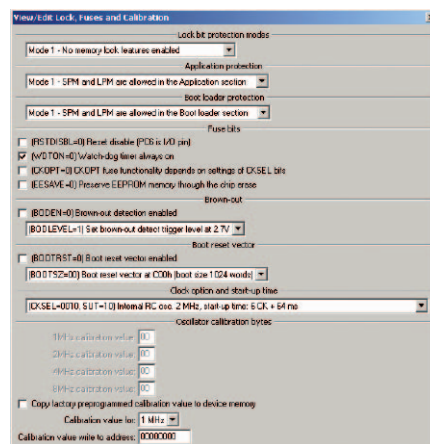 View/Edit Lock, Fuses and Calibration
Lock bit protection modes
Mode 1 - No memory lock features enabled
Application protection
Mode 1 - SPM and LPM are allowed in the Application section
Boot loader protection
Mode 1 - SPM and LPM are allowed in the Boot loader section
Fuse bits
(RSTDISBL=0) Reset disable (PC6 is I/O pin)
(WDTON=0) Watch-dog timer always on
(CKOPT=0) CKOPT fuse functionality depends on settings of CKSEL bits
(EESAVE=0) Preserve EEPROM memory through the chip erase
Brown-out
(BODEN=0) Brown-out detection enabled
(BODLEVEL=1) Set brown-out detect trigger level at 2.7V
Boot reset vector
(BOOTRST=0) Boot reset vector enabled
(BOOTSZ=00) Boot reset vector at C00h (boot size 1024 words)
Clock option and start-up time
(CKSEL=0010, SUT=10) Internal RC osc. 2 MHz, start-up time: 6 CK + 64 ms
Oscillator calibration bytes
1MHz calibration value: 00
2MHz calibration value: 00
4MHz calibration value: 00
8MHz calibration value: 00
Copy factory preprogrammed calibration value to device memory
Calibration value for: 1 MHz
Calibration value write to address: 00000000